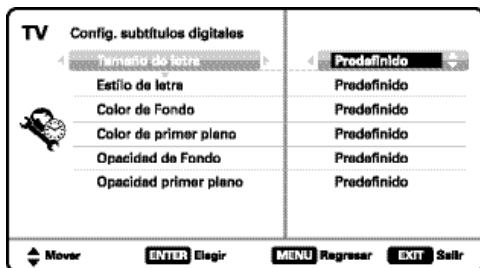 TV Config. subtítulos digitales
Tamaño de letra Predefinido
Estilo de letra Predefinido
Color de Fondo Predefinido
Color de primer plano Predefinido
Opacidad de Fondo Predefinido
Opacidad primer plano Predefinido
Mover ENTER Elegir MENU Regresar EXIT Salir